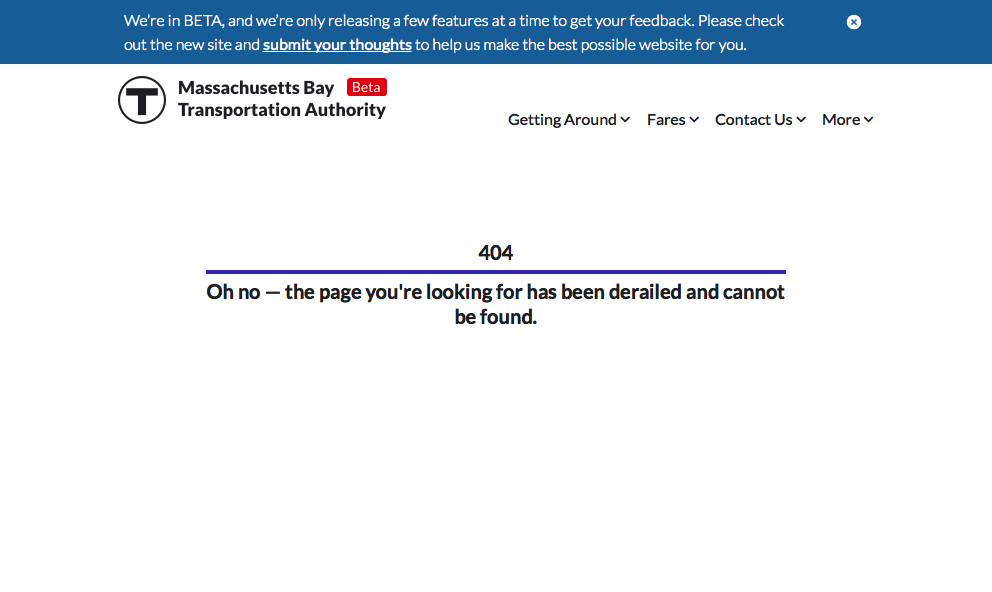 We’re in BETA, and we’re only releasing a few features at a time to get your feedback. Please check
out the new site and submit your thoughts to help us make the best possible website for you.
T
Massachusetts Bay Beta
Transportation Authority
Getting Around Fares Contact Us More
404
Oh no — the page you're looking for has been derailed and cannot
be found.